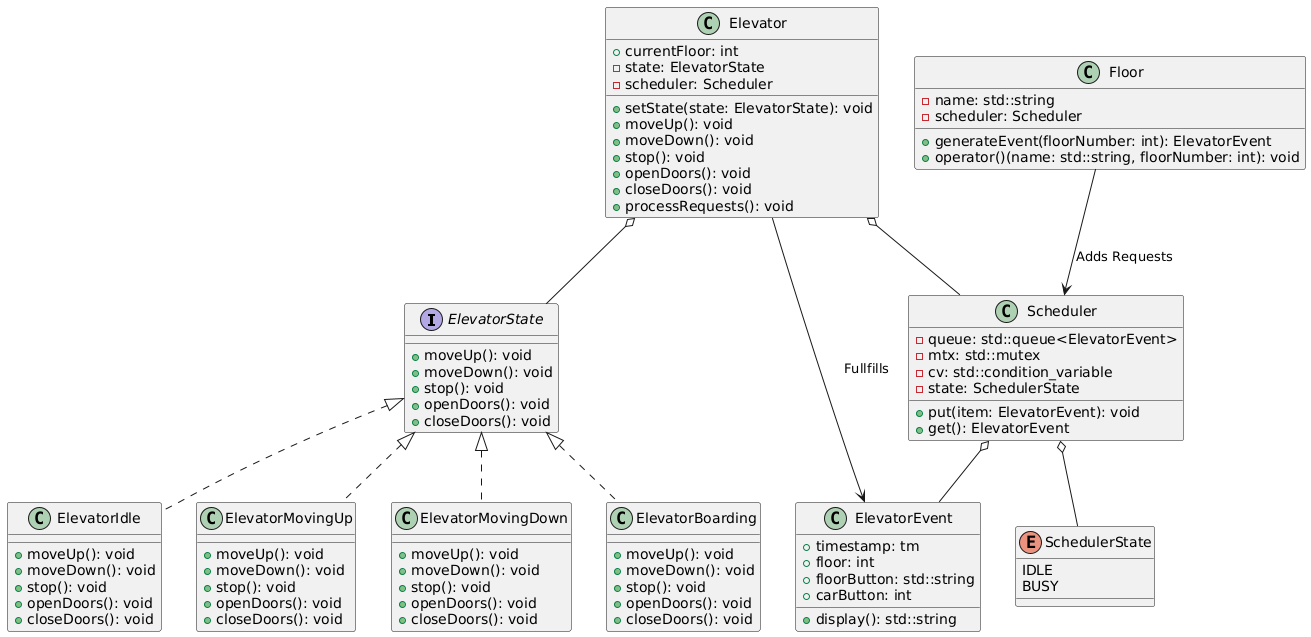 C Elevator
currentFloor: int
state: ElevatorState
scheduler: Scheduler
setState(state: ElevatorState): void
moveUp(): void
moveDown(): void
stop(): void
openDoors(): void
closeDoors(): void
processRequests(): void
C Floor
name: std::string
scheduler: Scheduler
generateEvent(floorNumber: int): ElevatorEvent
operator()(name: std::string, floorNumber: int): void
Adds Requests
I ElevatorState
moveUp(): void
moveDown(): void
stop(): void
openDoors(): void
closeDoors(): void
Fullfills
C Scheduler
queue: std::queue<ElevatorEvent>
mtx: std::mutex
cv: std::condition_variable
state: SchedulerState
put(item: ElevatorEvent): void
get(): ElevatorEvent
C ElevatorIdle
moveUp(): void
moveDown(): void
stop(): void
openDoors(): void
closeDoors(): void
C ElevatorMovingUp
moveUp(): void
moveDown(): void
stop(): void
openDoors(): void
closeDoors(): void
C ElevatorMovingDown
moveUp(): void
moveDown(): void
stop(): void
openDoors(): void
closeDoors(): void
C ElevatorBoarding
moveUp(): void
moveDown(): void
stop(): void
openDoors(): void
closeDoors(): void
C ElevatorEvent
timestamp: tm
floor: int
floorButton: std::string
carButton: int
display(): std::string
E SchedulerState
IDLE
BUSY